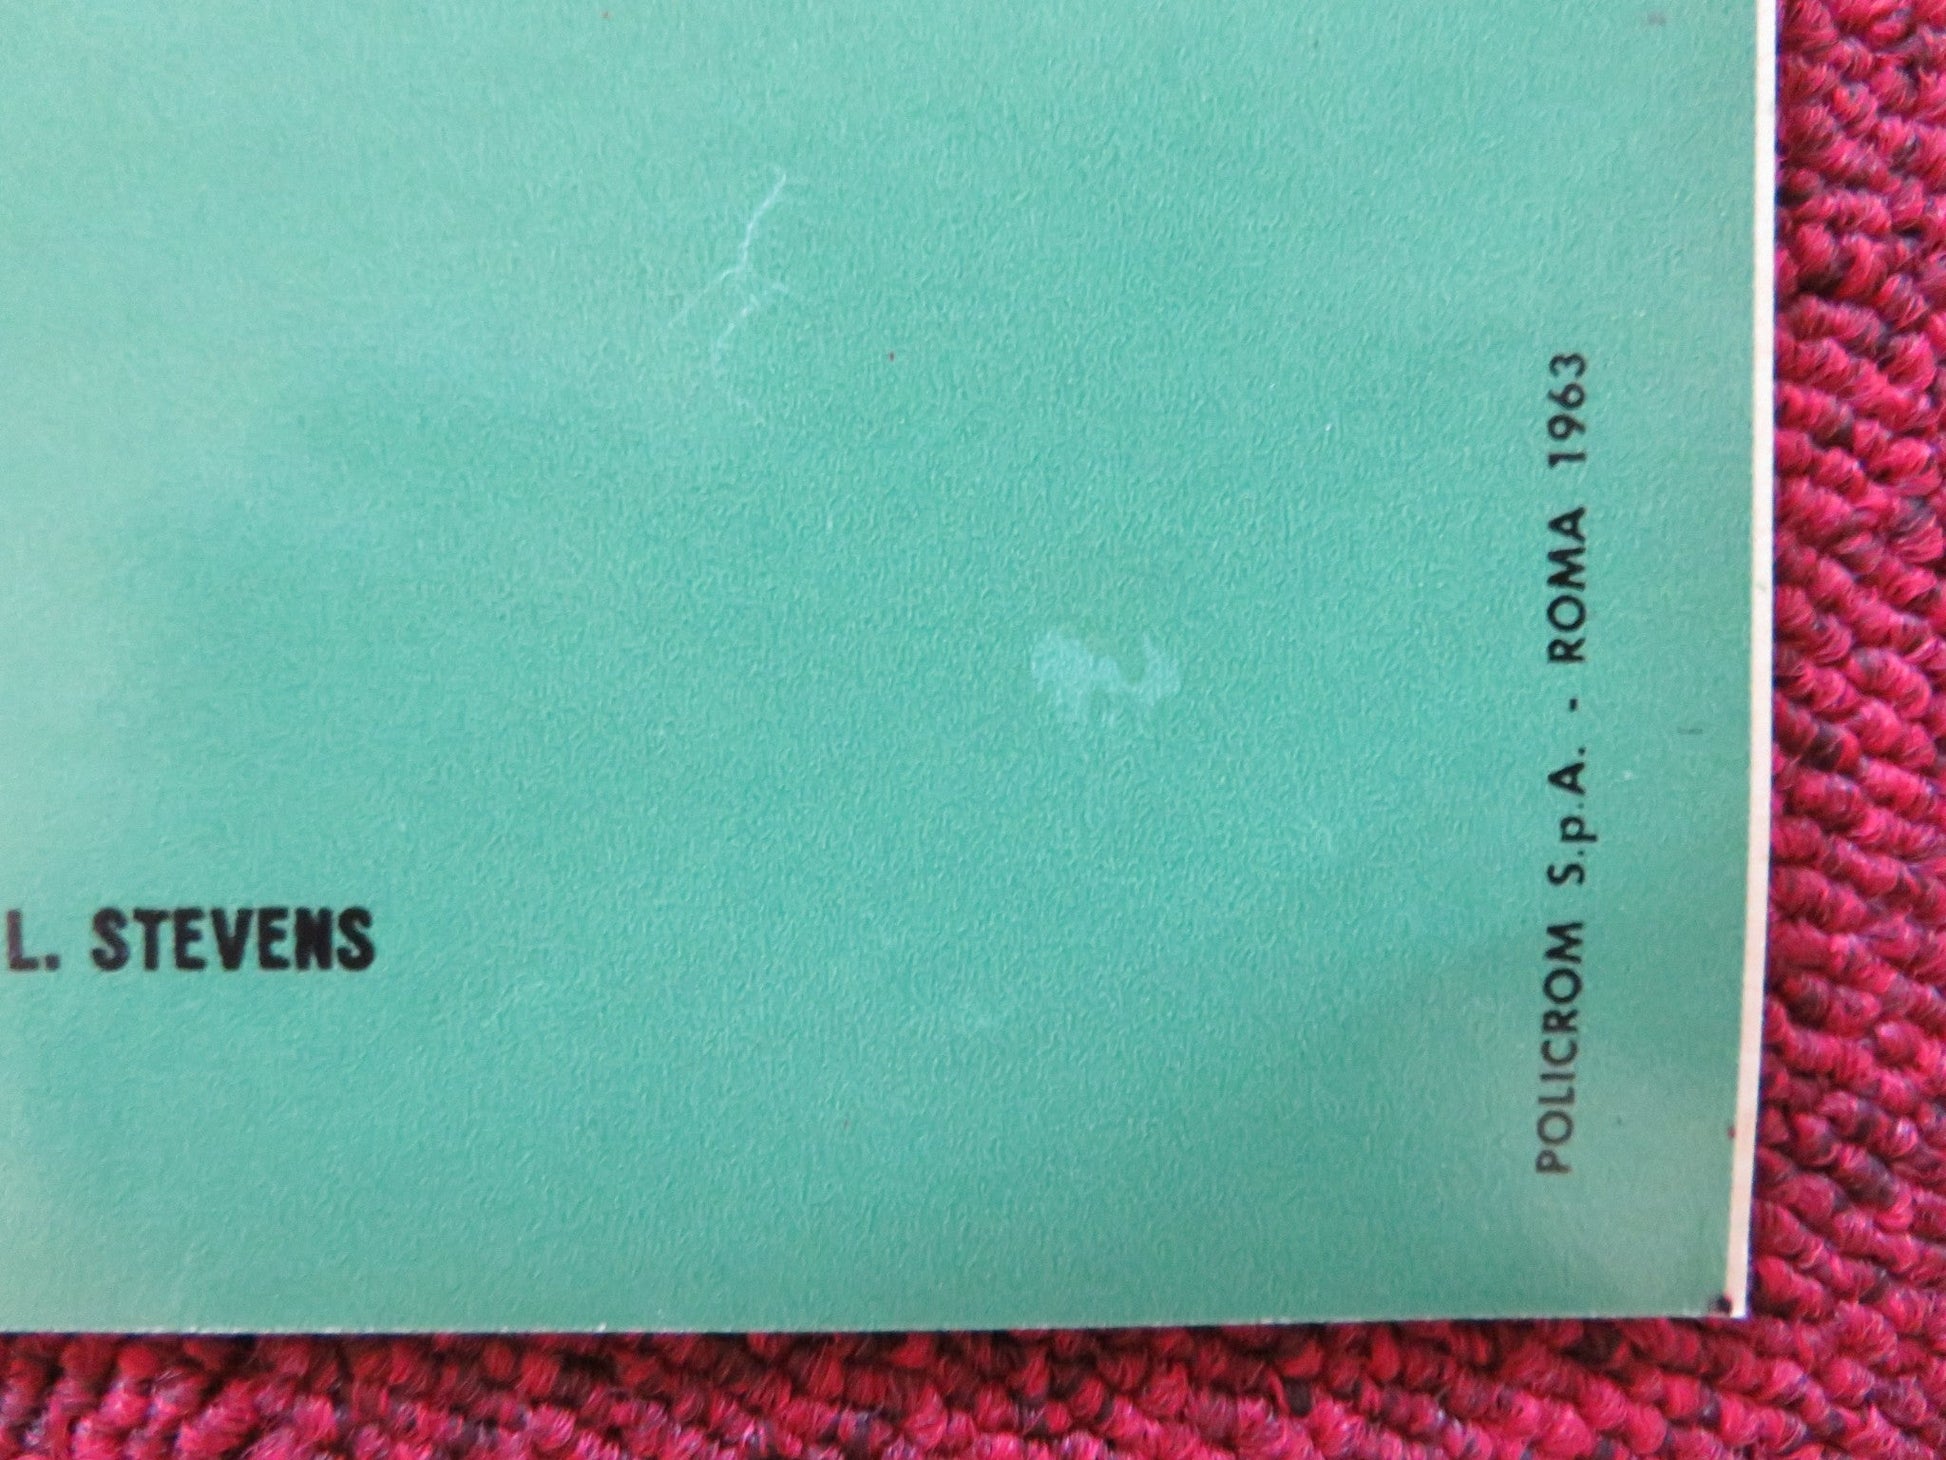 L. STEVENS
POLICROM S.p.A. - ROMA 1963